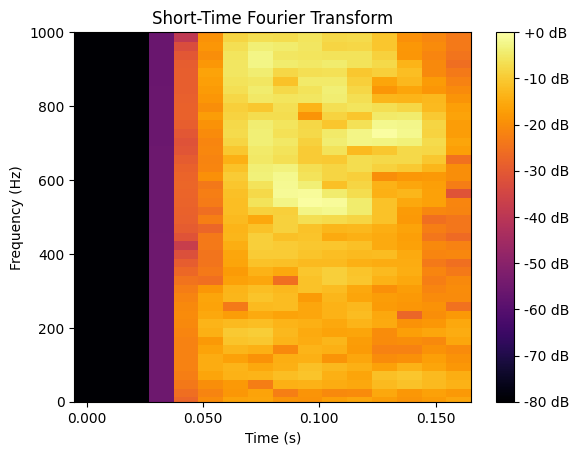 Short-Time Fourier Transform
1000
800
600
400
200
0
Frequency (Hz)
0.000
0.050
0.100
0.150
Time (s)
+0 dB
-10 dB
-20 dB
-30 dB
-40 dB
-50 dB
-60 dB
-70 dB
-80 dB